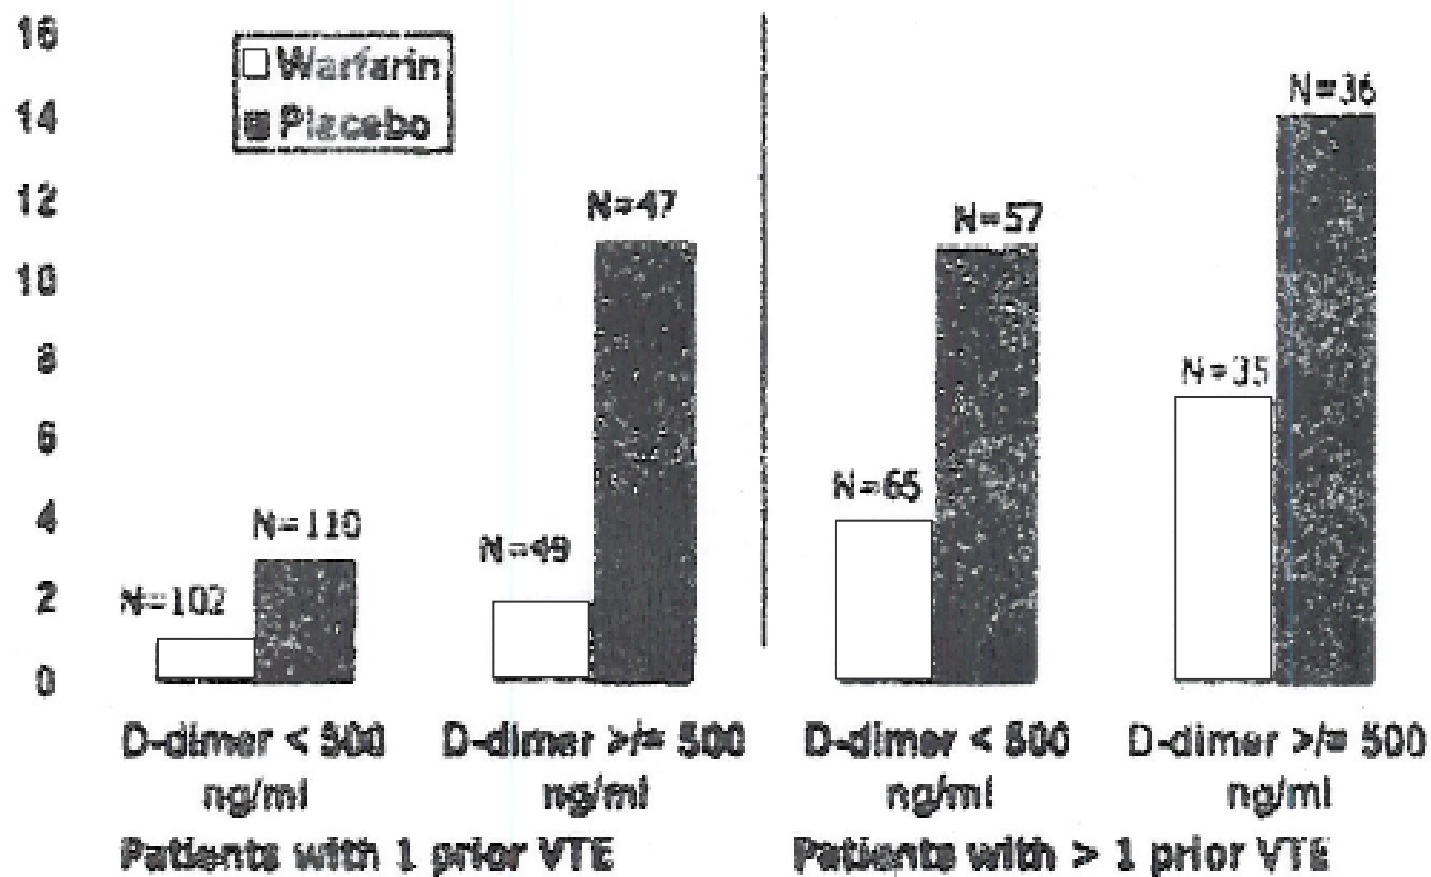 16
14
12
10
8
6
4
2
0
Warfarin
Placebo
N=102
N=110
N=49
N=47
N=65
N=57
N=35
N=36
D-dimer < 500
ng/ml
D-dimer >/= 500
ng/ml
D-dimer < 500
ng/ml
D-dimer >/= 500
ng/ml
Patients with 1 prior VTE
Patients with > 1 prior VTE